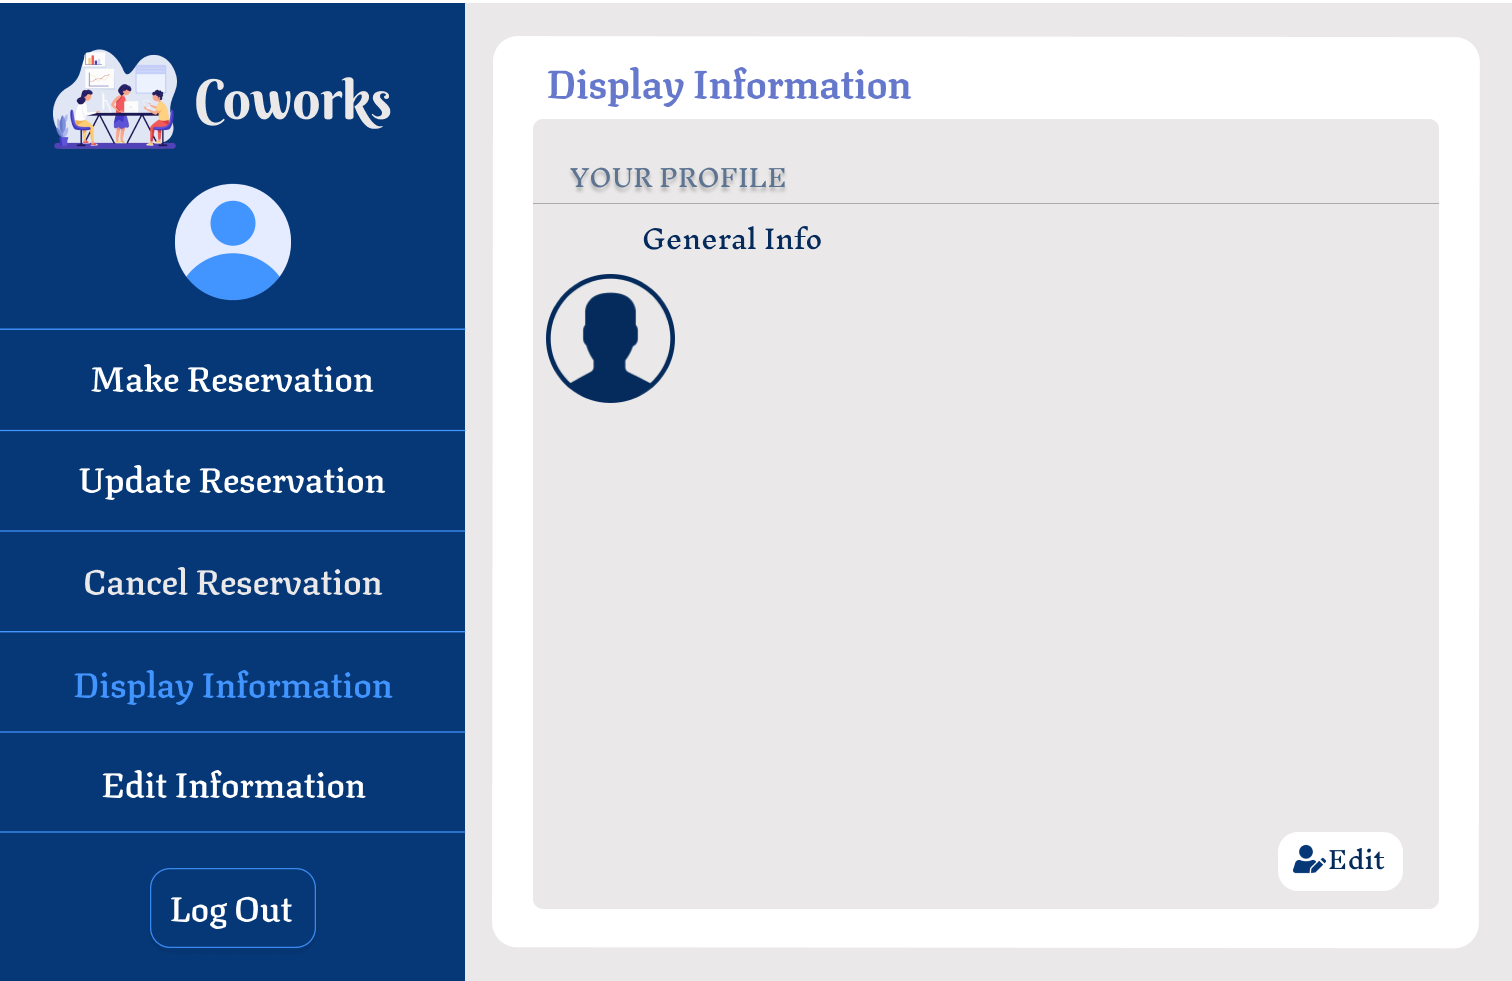 Coworks
Make Reservation
Update Reservation
Cancel Reservation
Display Information
Edit Information
Log Out
Display Information
YOUR PROFILE
General Info
Edit